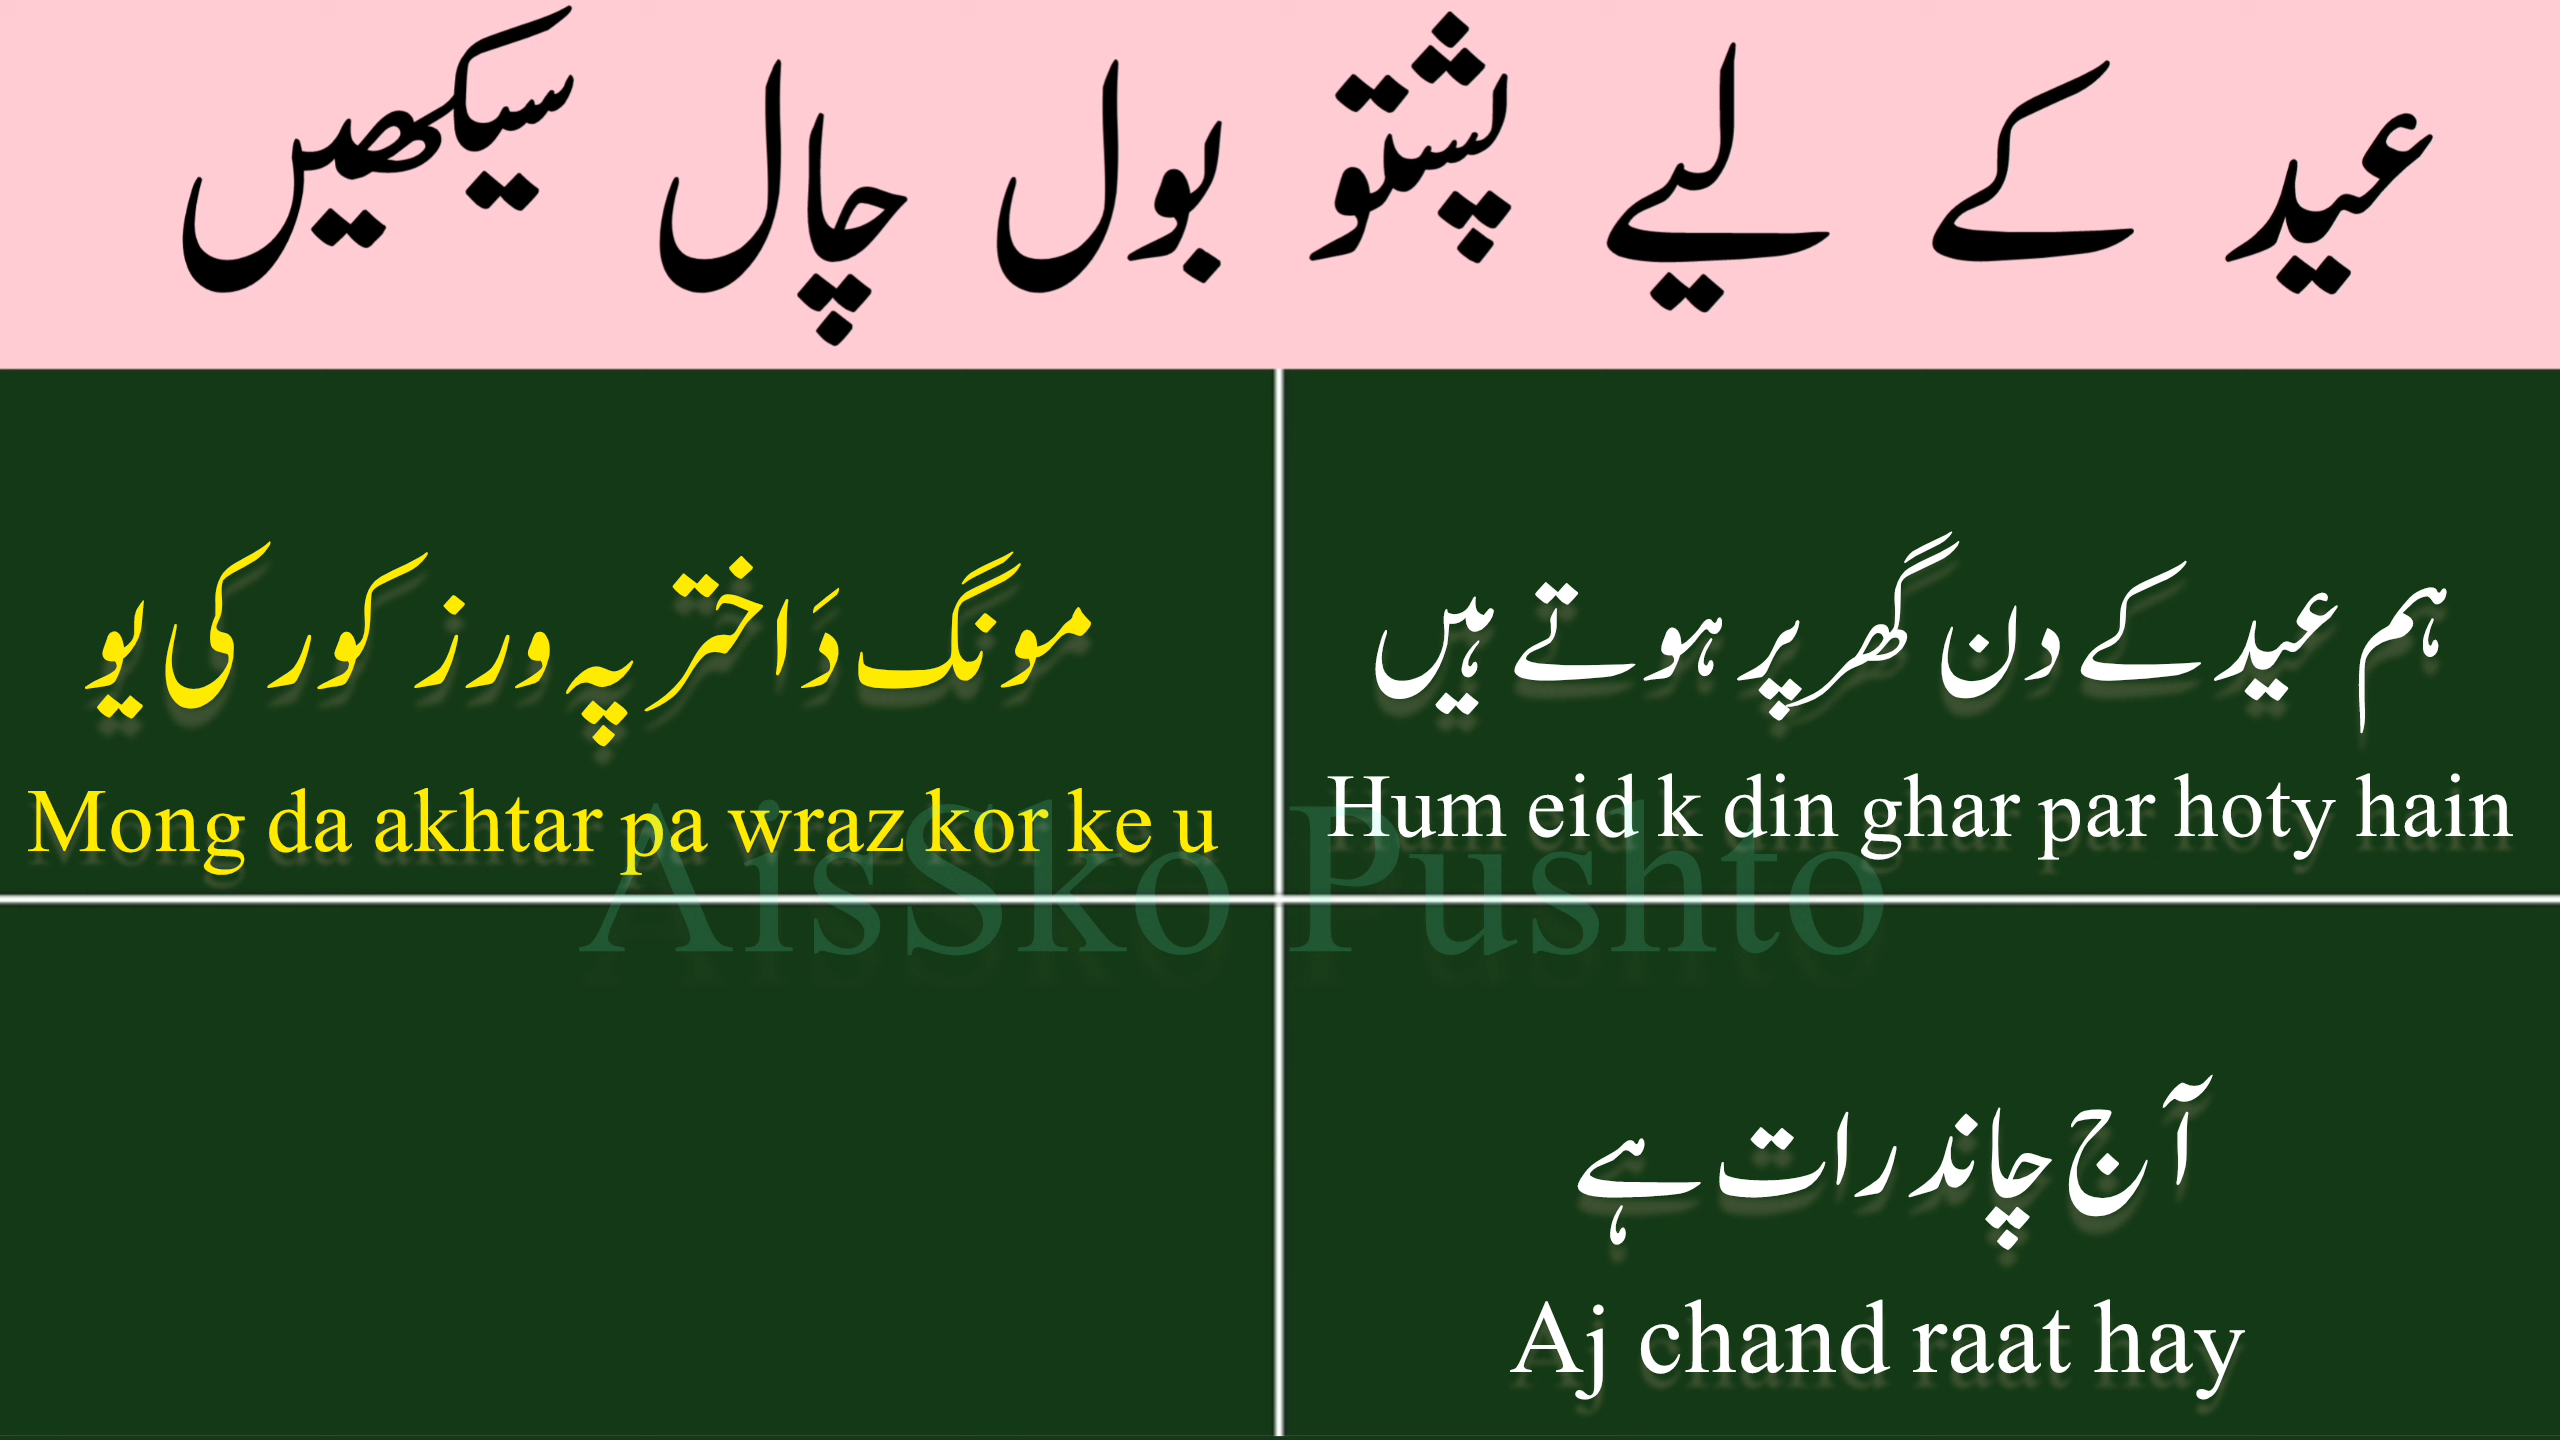 عید کے لیے پشتو بول چال سیکھیں
ہم عید کے دن گھر پر ہوتے ہیں
Hum eid k din ghar par hoty hain
مونگ دَ اختر پہ ورز کور کی یو
Mong da akhtar pa wraz kor ke u
AisSko Pushto
آج چاند رات ہے
Aj chand raat hay